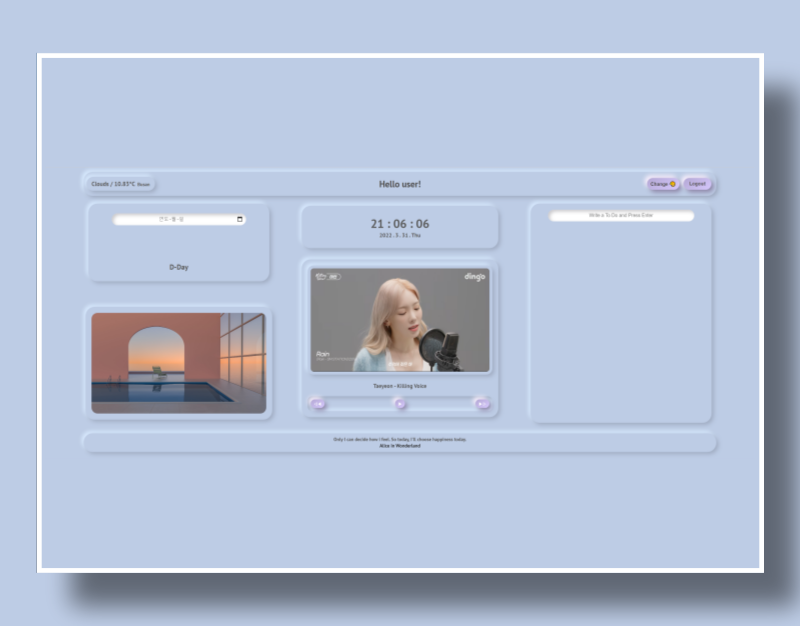 Clouds / 10.03°C
Hello user!
Change
Logout
연도-월-일
21 : 06 : 06
2022.3.31.Thu
Write a To Do and Press Enter
D-Day
dingo
Rain
Taeyeon - Killing Voice
Only I can decide how I feel. So today, I'll choose happiness today.
Alice in Wonderland